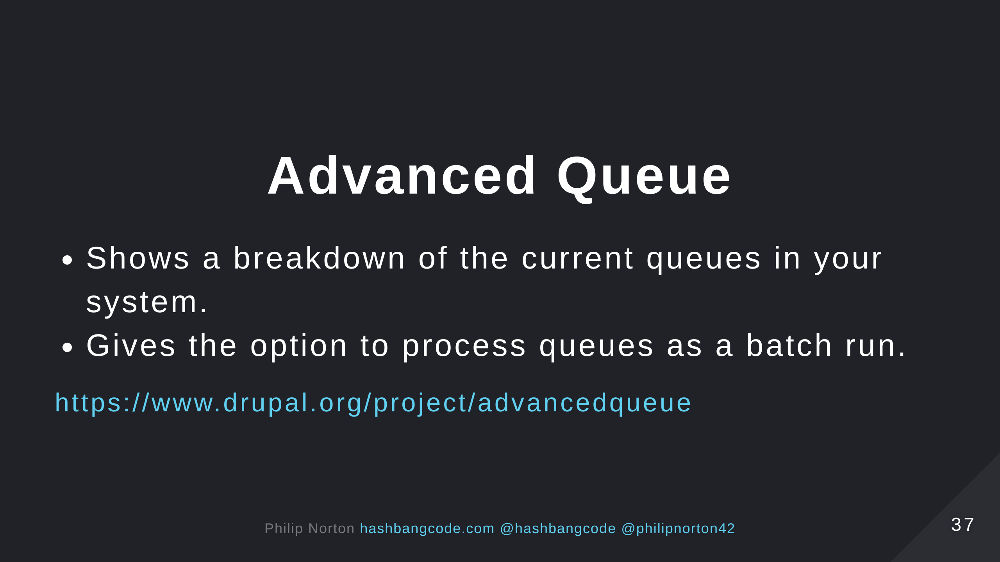 Advanced Queue
• Shows a breakdown of the current queues in your
system.
• Gives the option to process queues as a batch run.
https://www.drupal.org/project/advancedqueue
Philip Norton hashbangcode.com @hashbangcode @philipnorton42
37